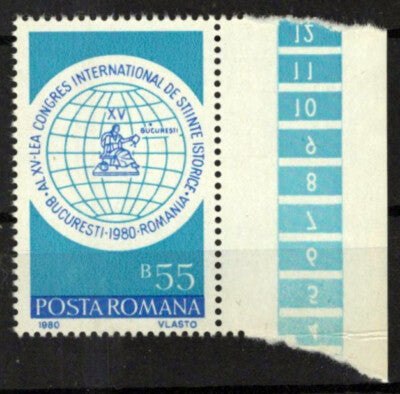 AL XV-LEA CONGRES INTERNATIONAL DE STIINTE ISTORICE •
BUCURESTI-1980-ROMANIA •
XV
BUCURESTI
B 55
POSTA ROMANA
1980 VLASTO
12
11
10
9
8
7
6
5
4